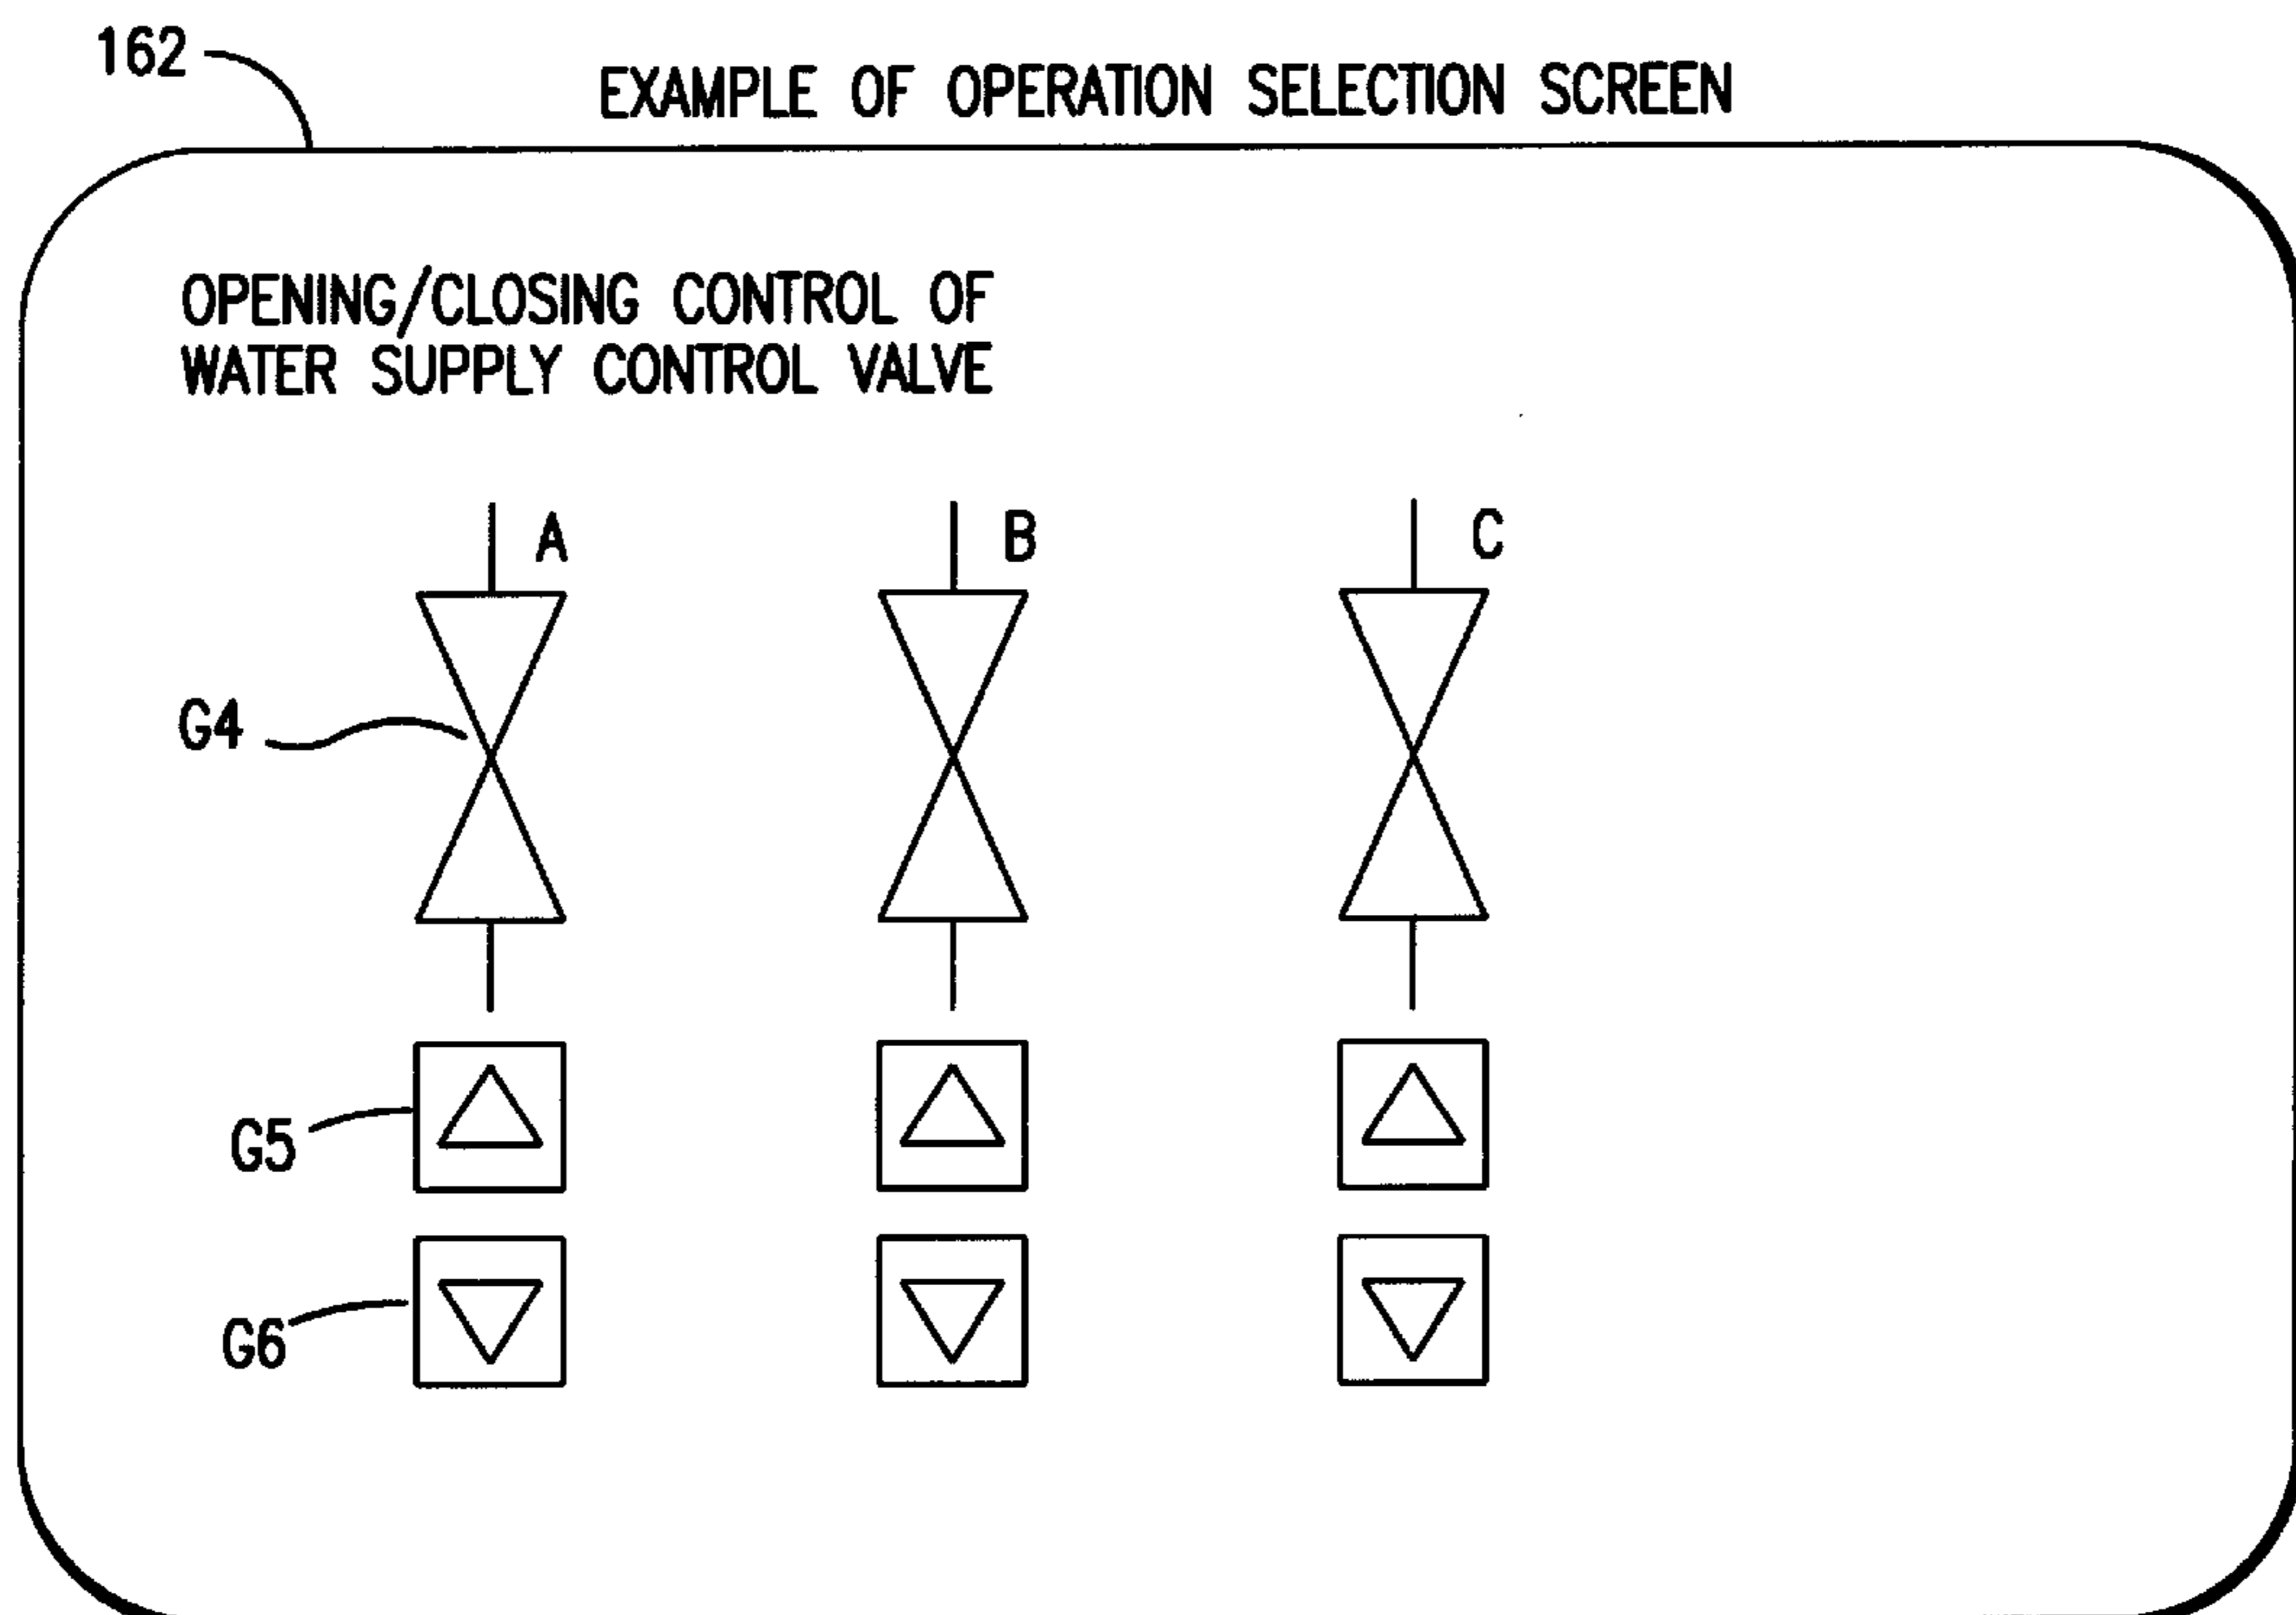 162
EXAMPLE OF OPERATION SELECTION SCREEN
OPENING/CLOSING CONTROL OF
WATER SUPPLY CONTROL VALVE
A
B
C
G4
G5
G6